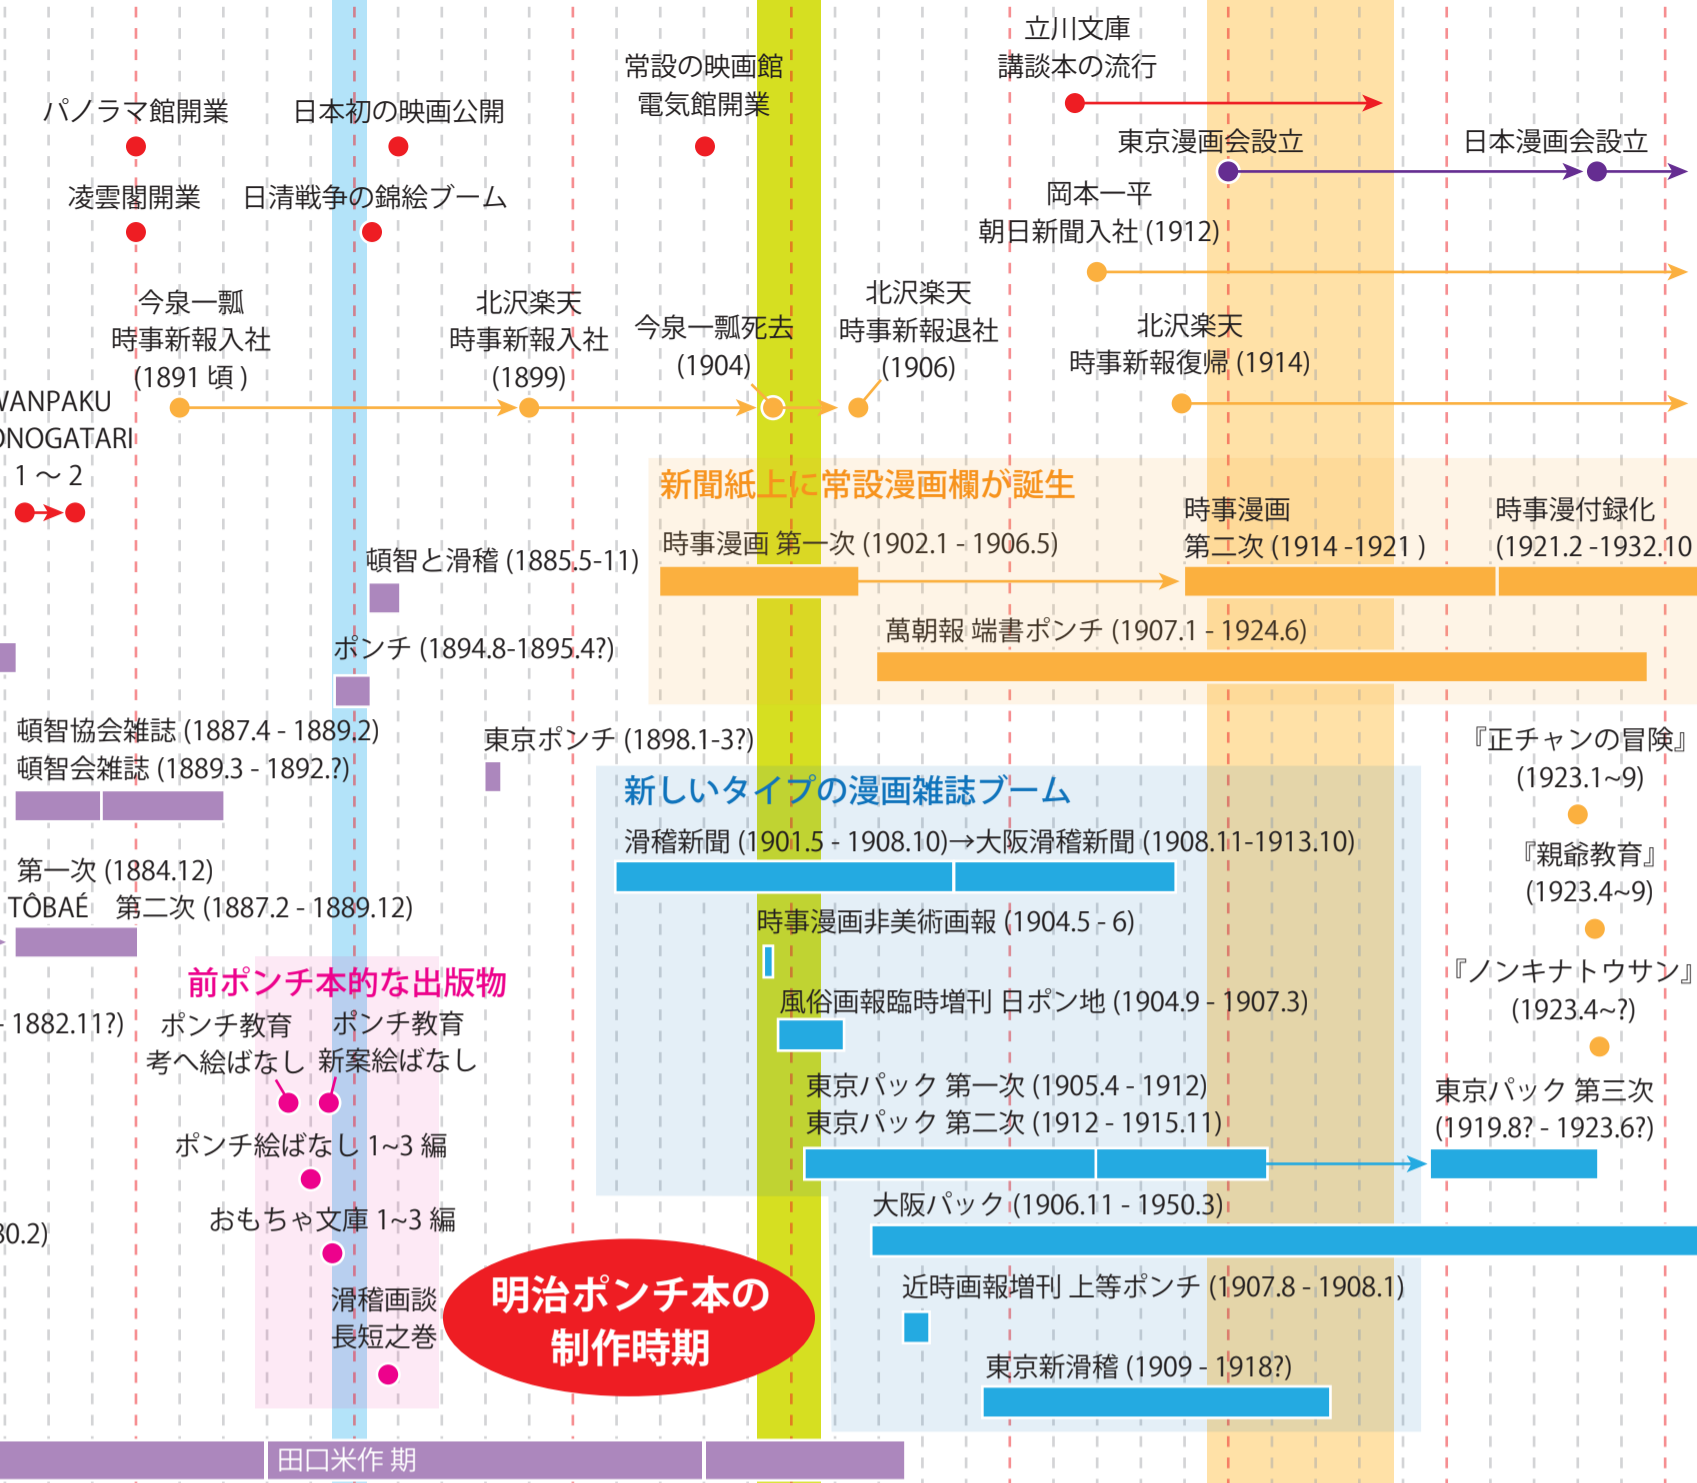 立川文庫
講談本の流行
常設の映画館
電気館開業
パノラマ館開業
日本初の映画公開
東京漫画会設立
日本漫画会設立
凌雲閣開業
日清戦争の錦絵ブーム
岡本一平
朝日新聞入社 (1912)
今泉一瓢
時事新報入社
(1891 頃 )
北沢楽天
時事新報入社
(1899)
今泉一瓢死去
(1904)
北沢楽天
時事新報退社
(1906)
北沢楽天
時事新報復帰 (1914)
WANPAKU
ONOGATARI
1 ～ 2
新聞紙上に常設漫画欄が誕生
時事漫画 第一次 (1902.1 - 1906.5)
時事漫画
第二次 (1914 -1921 )
時事漫付録化
(1921.2 -1932.10
頓智と滑稽 (1885.5-11)
萬朝報 端書ポンチ (1907.1 - 1924.6)
ポンチ (1894.8-1895.4?)
頓智協会雑誌 (1887.4 - 1889.2)
頓智会雑誌 (1889.3 - 1892.?)
東京ポンチ (1898.1-3?)
『正チャンの冒険』
(1923.1~9)
新しいタイプの漫画雑誌ブーム
滑稽新聞 (1901.5 - 1908.10)→大阪滑稽新聞 (1908.11-1913.10)
『親爺教育』
(1923.4~9)
第一次 (1884.12)
TÔBAÉ　第二次 (1887.2 - 1889.12)
時事漫画非美術画報 (1904.5 - 6)
前ポンチ本的な出版物
『ノンキナトウサン』
(1923.4~?)
風俗画報臨時増刊 日ポン地 (1904.9 - 1907.3)
- 1882.11?)
ポンチ教育
考へ絵ばなし
ポンチ教育
新案絵ばなし
東京パック 第一次 (1905.4 - 1912)
東京パック 第二次 (1912 - 1915.11)
東京パック 第三次
(1919.8? - 1923.6?)
ポンチ絵ばなし 1~3 編
大阪パック (1906.11 - 1950.3)
おもちゃ文庫 1~3 編
80.2)
明治ポンチ本の
制作時期
近時画報増刊 上等ポンチ (1907.8 - 1908.1)
滑稽画談
長短之巻
東京新滑稽 (1909 - 1918?)
田口米作 期